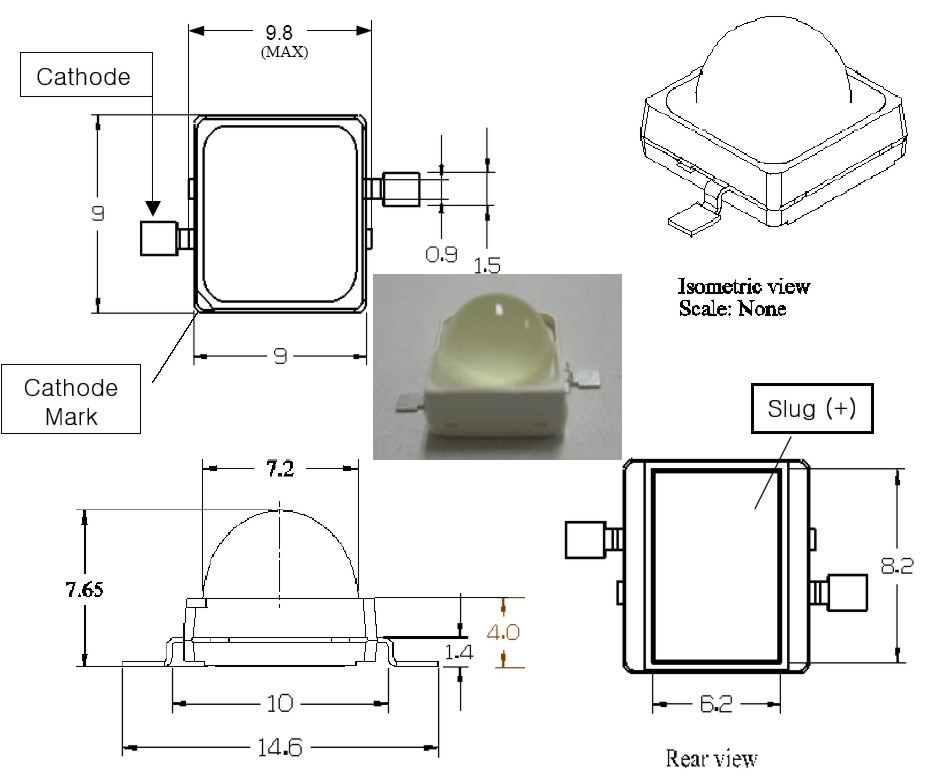 9.8
(MAX)
Cathode
9
0.9
1.5
9
Cathode
Mark
Isometric view
Scale: None
Slug (+)
7.2
7.65
4.0
1.4
10
14.6
8.2
6.2
Rear view